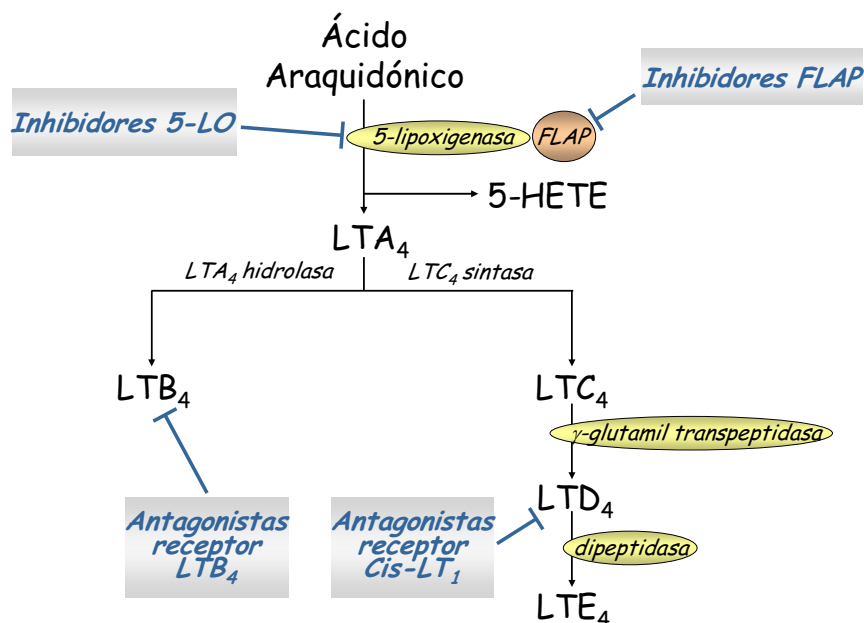 Ácido
Araquidónico
Inhibidores FLAP
Inhibidores 5-LO
5-lipoxigenasa
FLAP
5-HETE
LTA₄
LTA₄ hidrolasa
LTC₄ sintasa
LTB₄
LTC₄
γ-glutamil transpeptidasa
LTD₄
Antagonistas
receptor
LTB₄
Antagonistas
receptor
Cis-LT₁
dipeptidasa
LTE₄